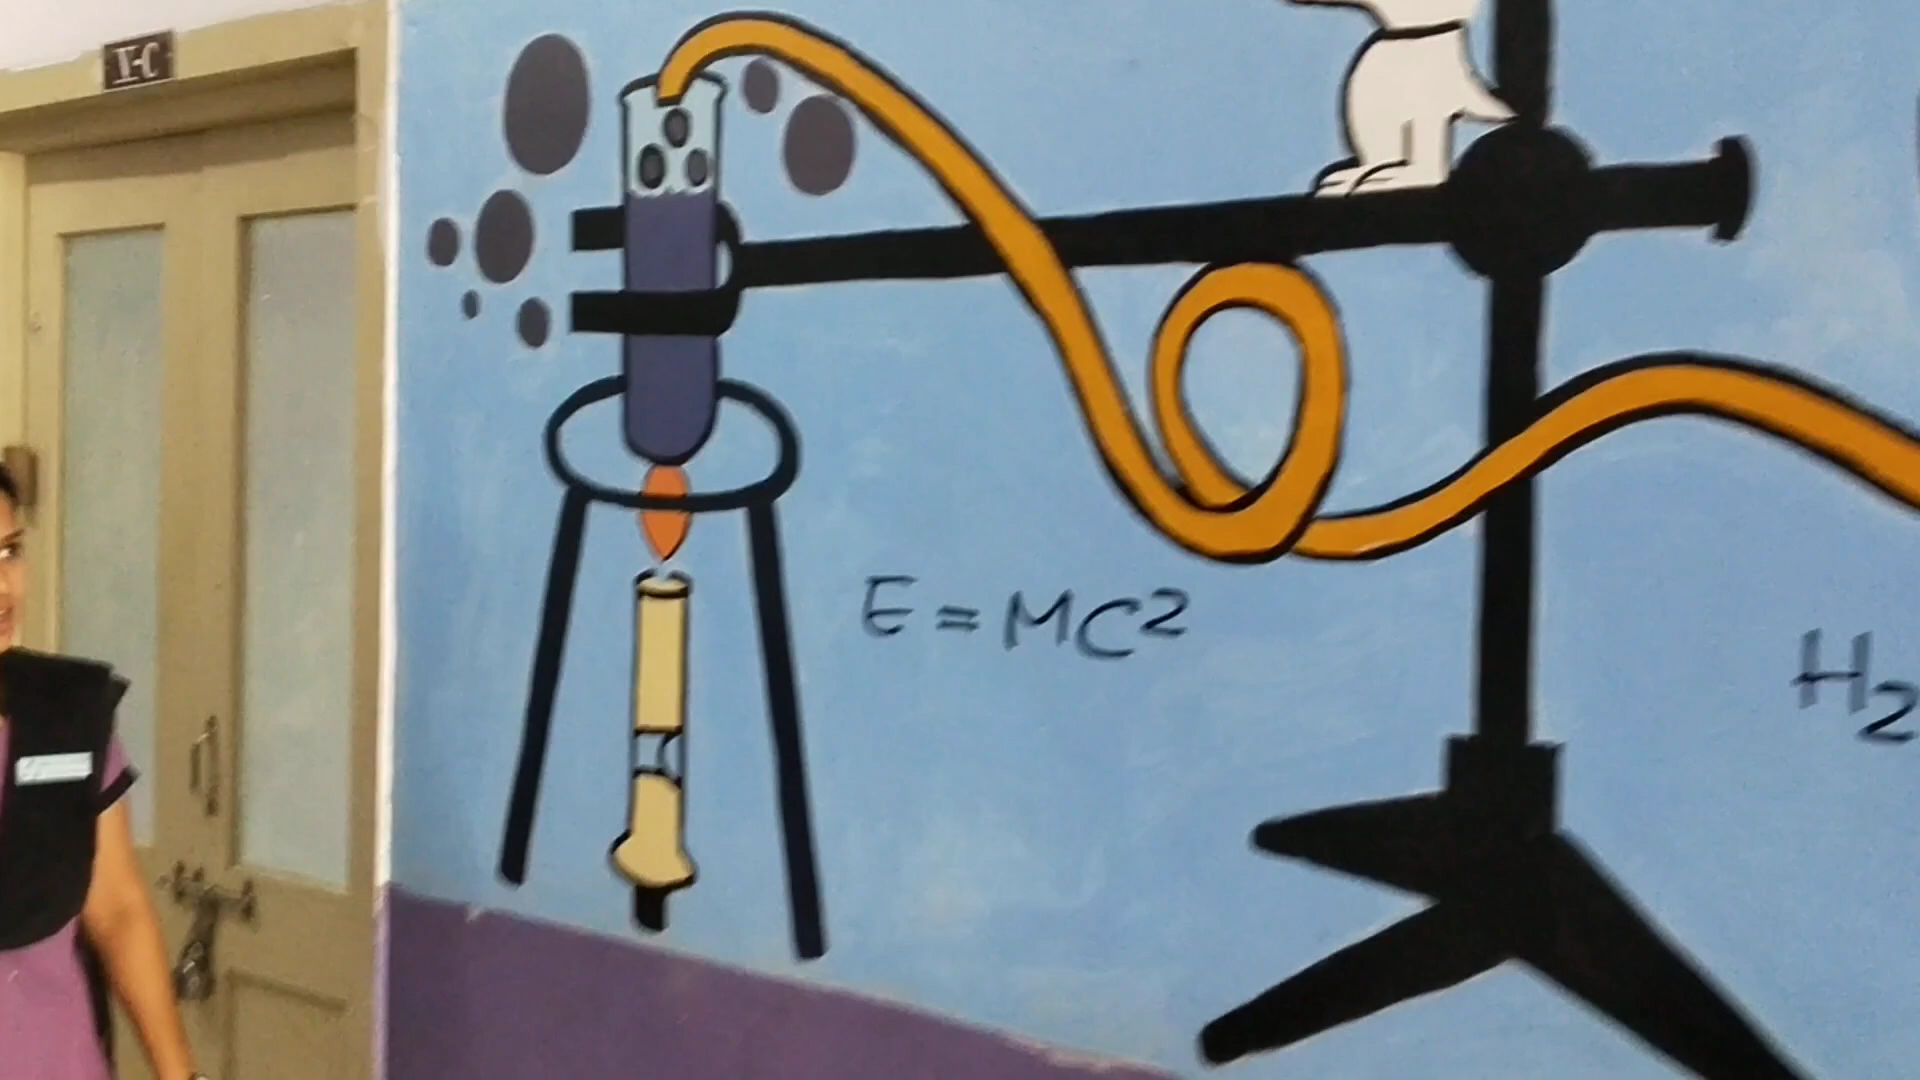 V-C
E = MC²
H₂